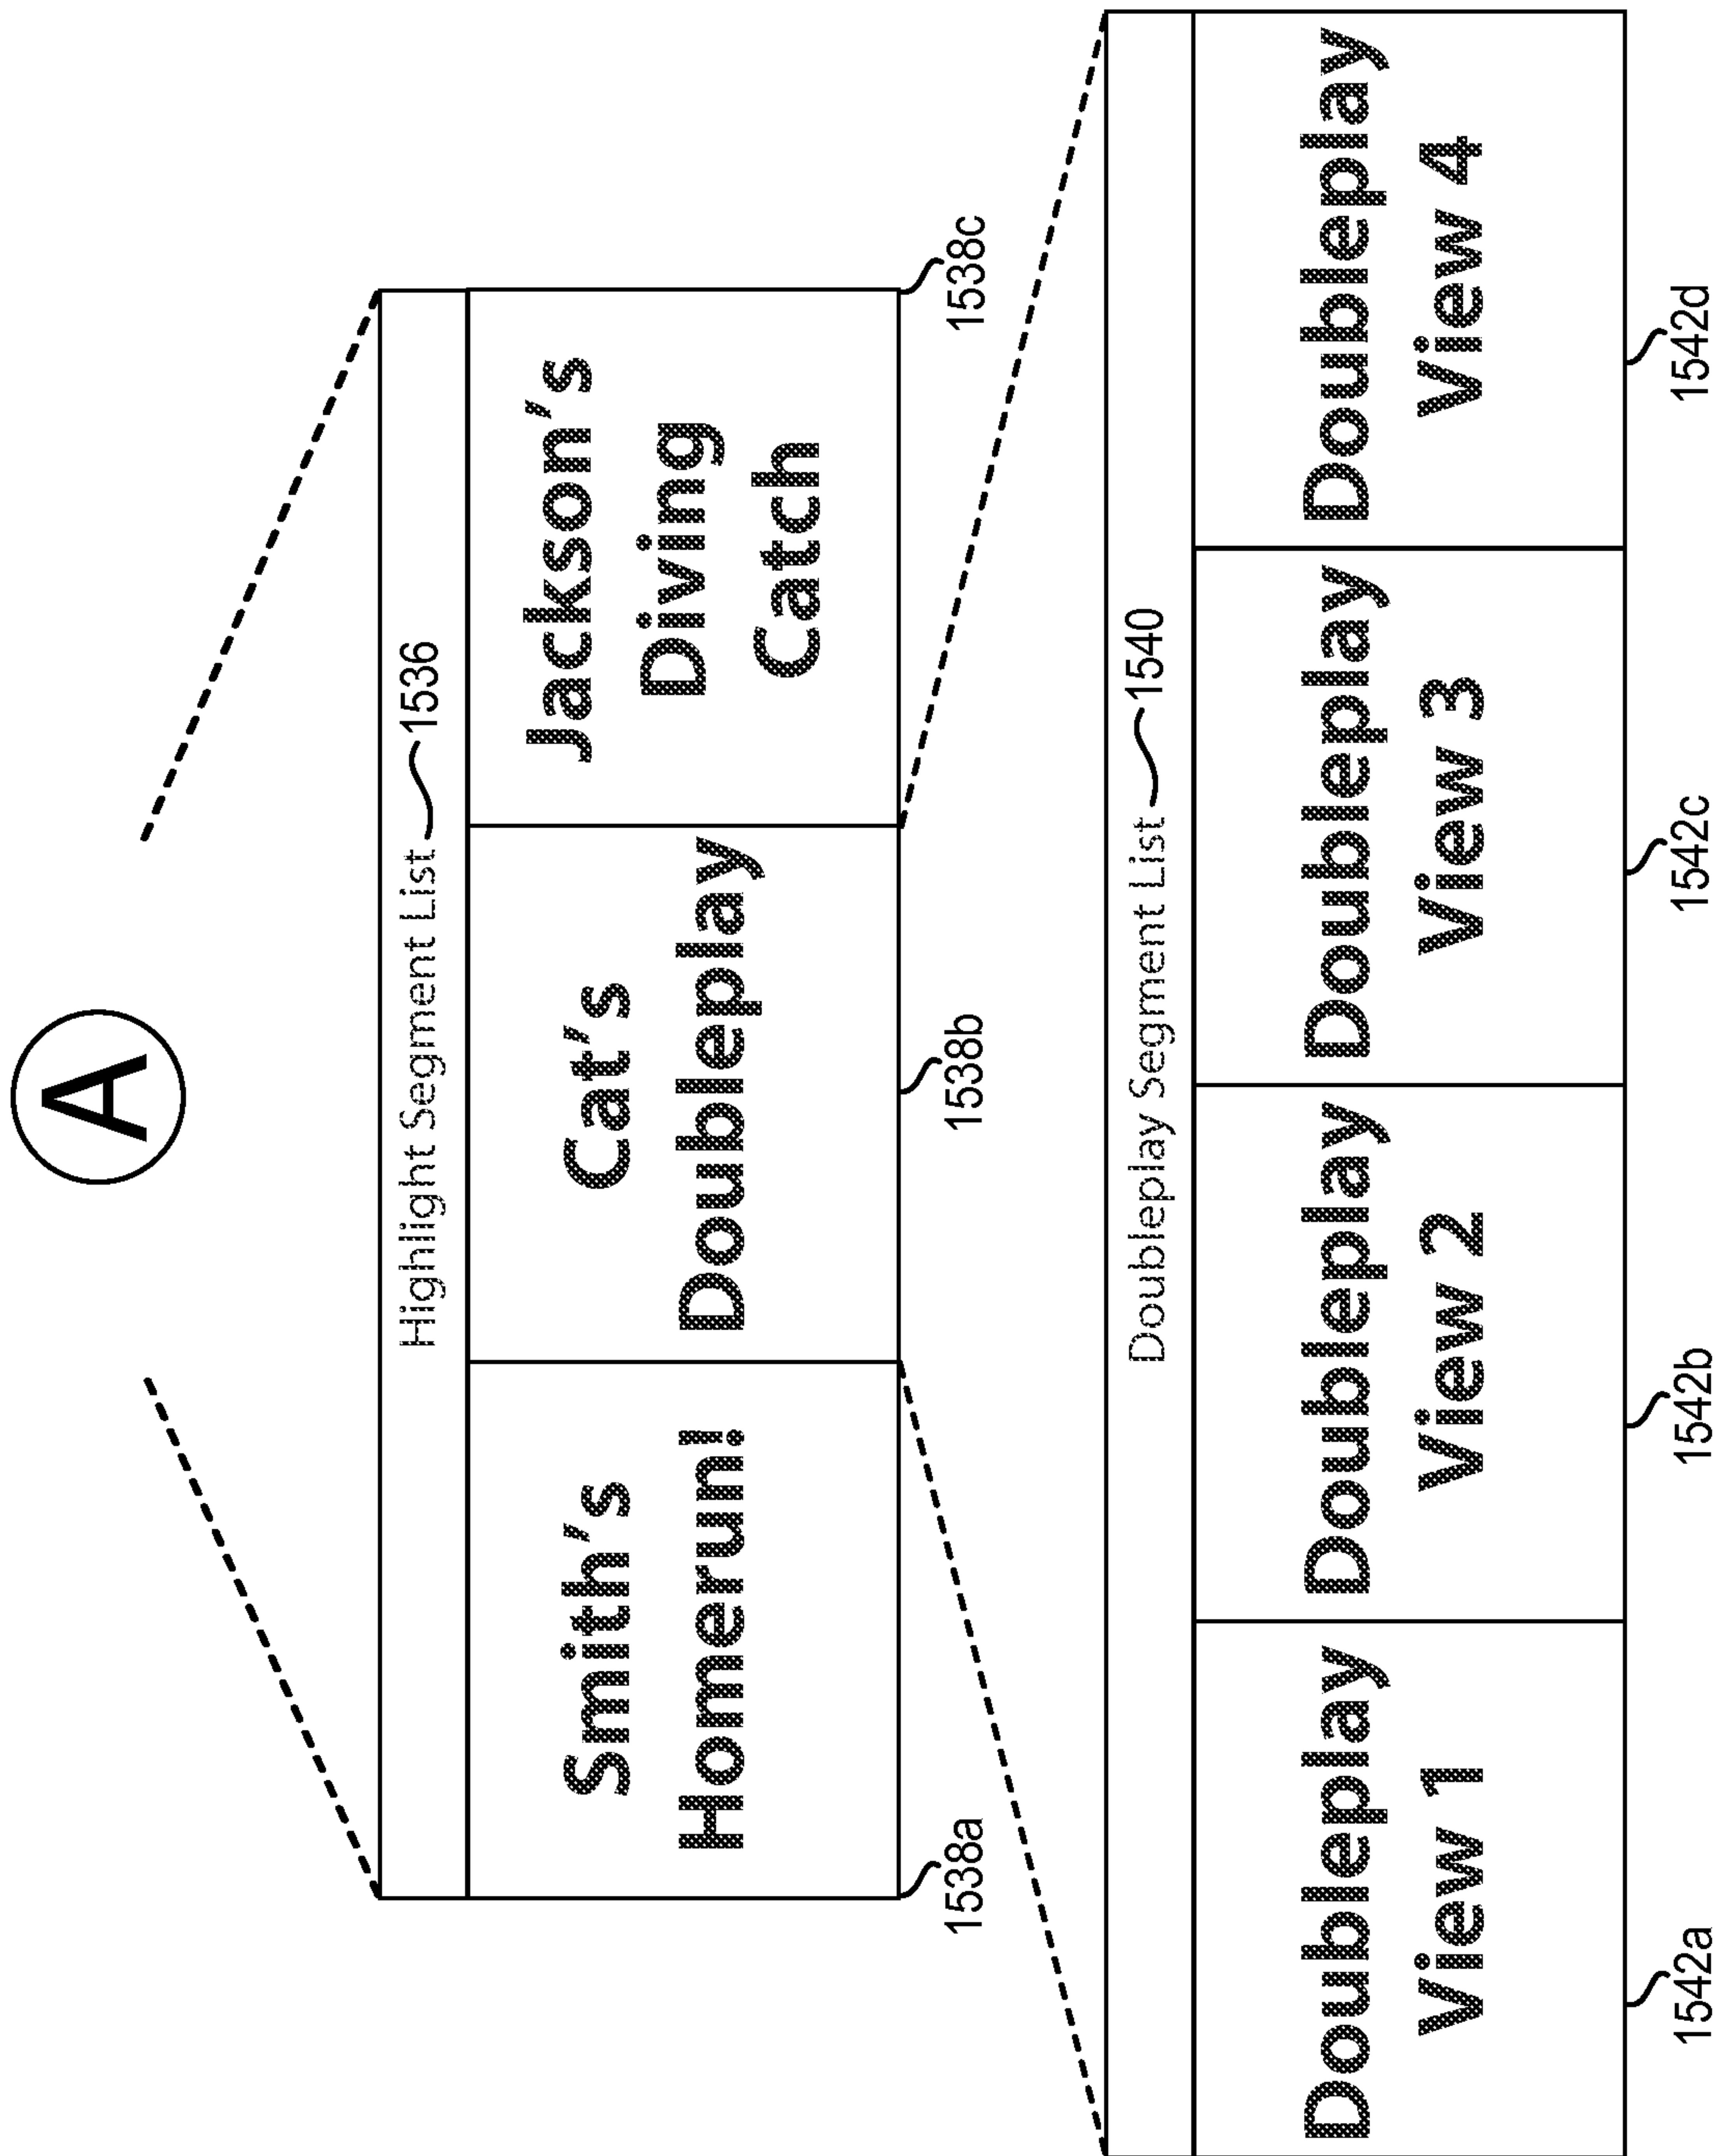 A
Highlight Segment List 1536
Smith's
Homerun!
Cat's
Doubleplay
Jackson's
Diving
Catch
1538a
1538b
1538c
Doubleplay Segment List 1540
Doubleplay
View 1
Doubleplay
View 2
Doubleplay
View 3
Doubleplay
View 4
1542a
1542b
1542c
1542d